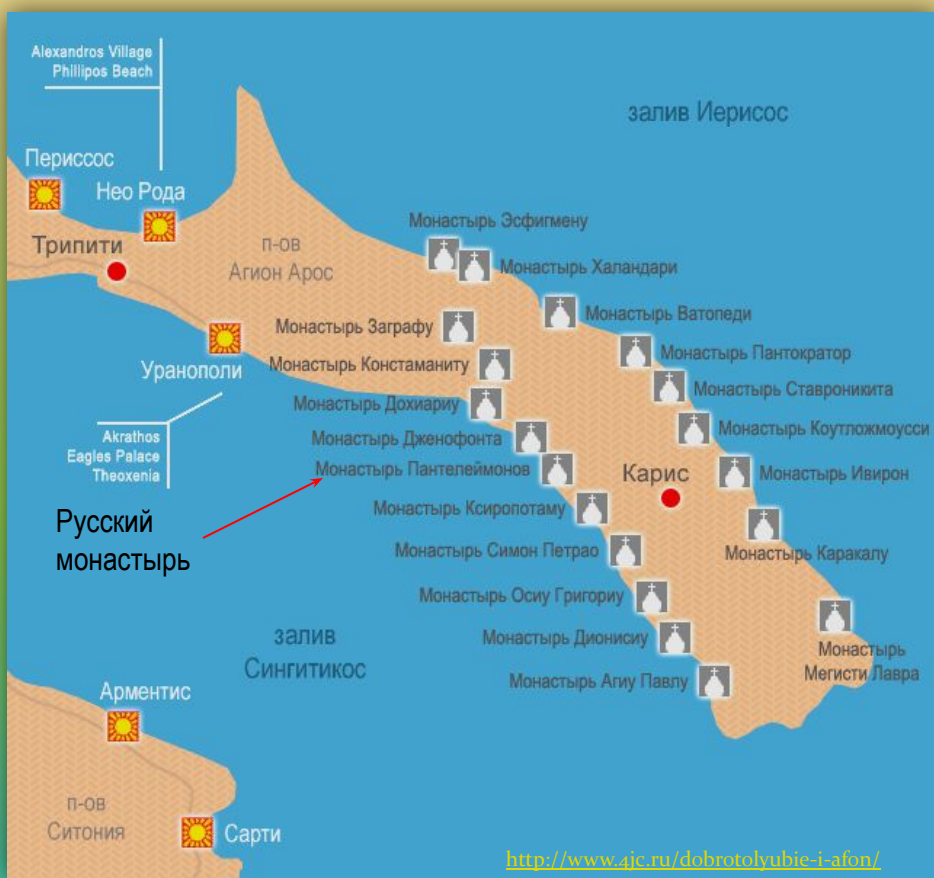 Alexandros Village
Phillipos Beach
залив Иерисос
Периссос
Нео Рода
Трипити
п-ов
Агион Арос
Монастырь Эсфигмену
Монастырь Халандари
Монастырь Ватопеди
Монастырь Заграфу
Монастырь Пантократор
Уранополи
Монастырь Констаманиту
Монастырь Ставроникита
Монастырь Дохиариу
Монастырь Коутложмоусси
Akrathos
Eagles Palace
Theoxenia
Монастырь Дженофонта
Монастырь Пантелеймонов
Карис
Монастырь Ивирон
Русский
монастырь
Монастырь Ксиропотаму
Монастырь Симон Петрао
Монастырь Каракалу
Монастырь Осиу Григориу
залив
Сингитикос
Монастырь Дионисиу
Монастырь
Мегисти Лавра
Монастырь Агиу Павлу
Арментис
п-ов
Ситония
Сарти
http://www.4jc.ru/dobrotolyubie-i-afon/